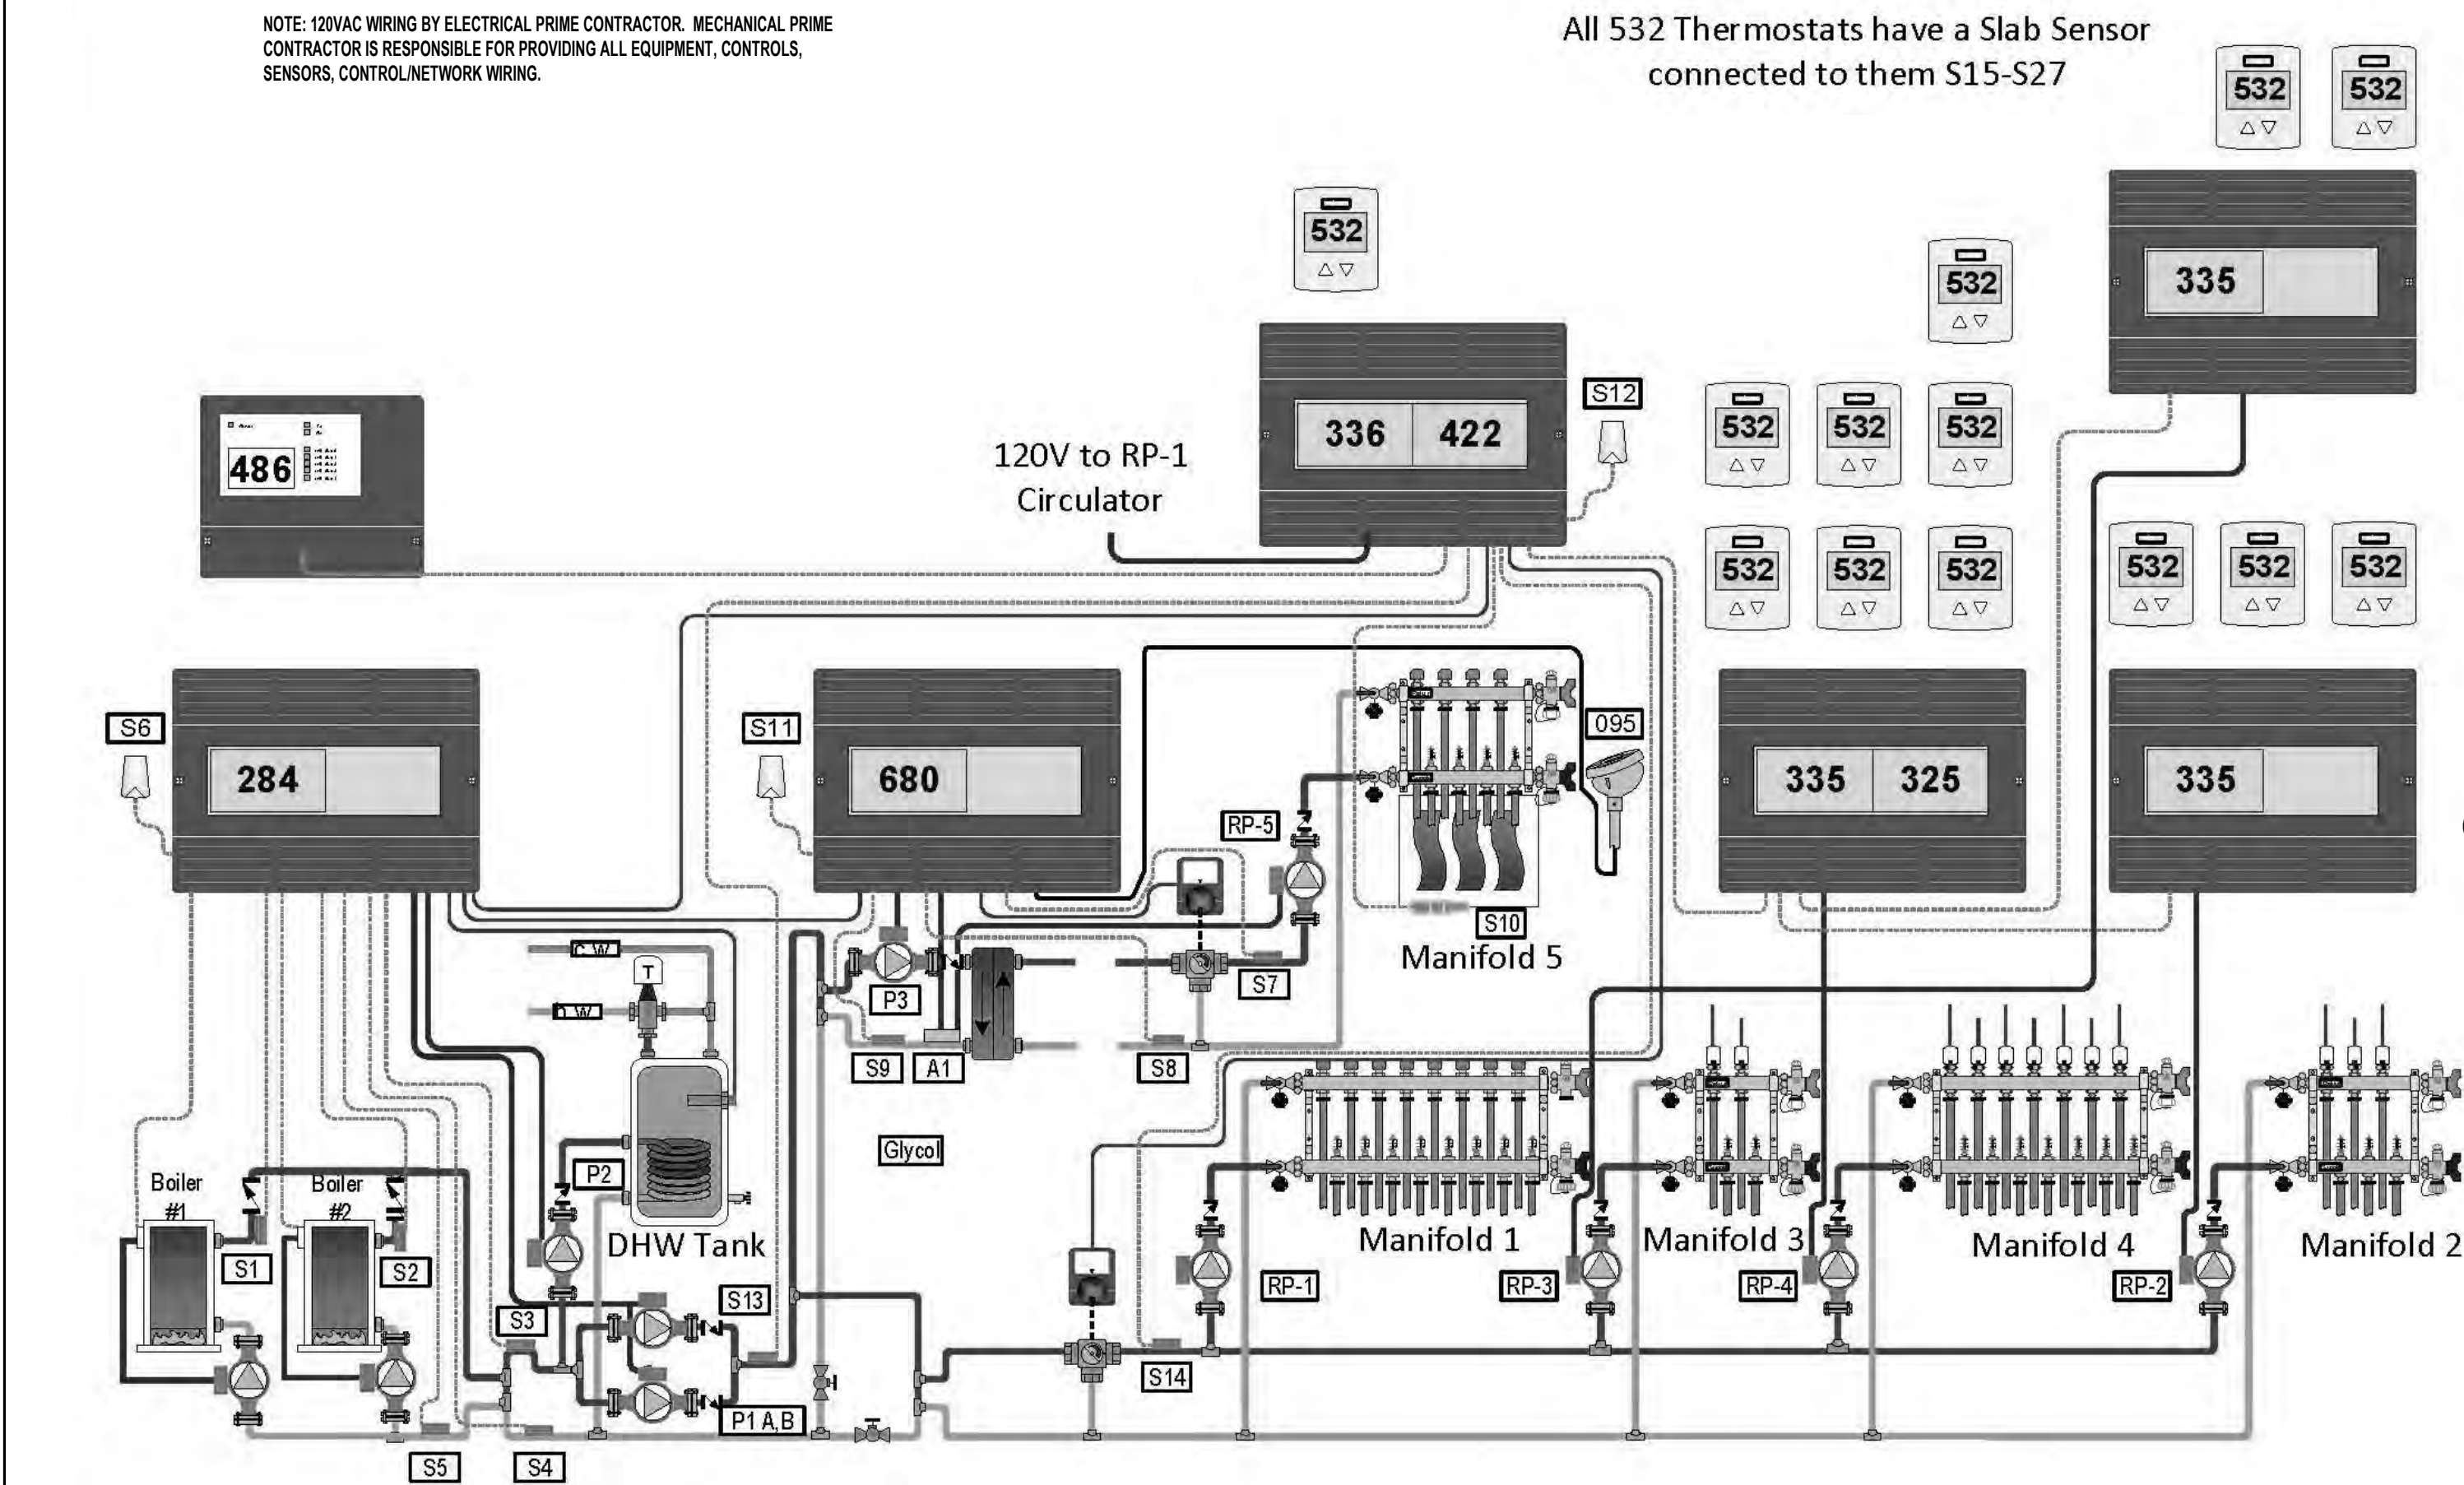 NOTE: 120VAC WIRING BY ELECTRICAL PRIME CONTRACTOR. MECHANICAL PRIME
CONTRACTOR IS RESPONSIBLE FOR PROVIDING ALL EQUIPMENT, CONTROLS,
SENSORS, CONTROL/NETWORK WIRING.
All 532 Thermostats have a Slab Sensor
connected to them S15-S27
532
532
532
532
335
S12
336
422
532
532
532
486
120V to RP-1
Circulator
532
532
532
532
532
532
S6
S11
095
284
680
335
325
335
RP-5
S10
Manifold 5
C W
T
P3
S7
S9
A1
S8
Glycol
P2
Boiler
#1
Boiler
#2
DHW Tank
Manifold 1
Manifold 3
Manifold 4
Manifold 2
S1
S2
S13
RP-1
RP-3
RP-4
RP-2
S3
S14
P1 A,B
S5
S4